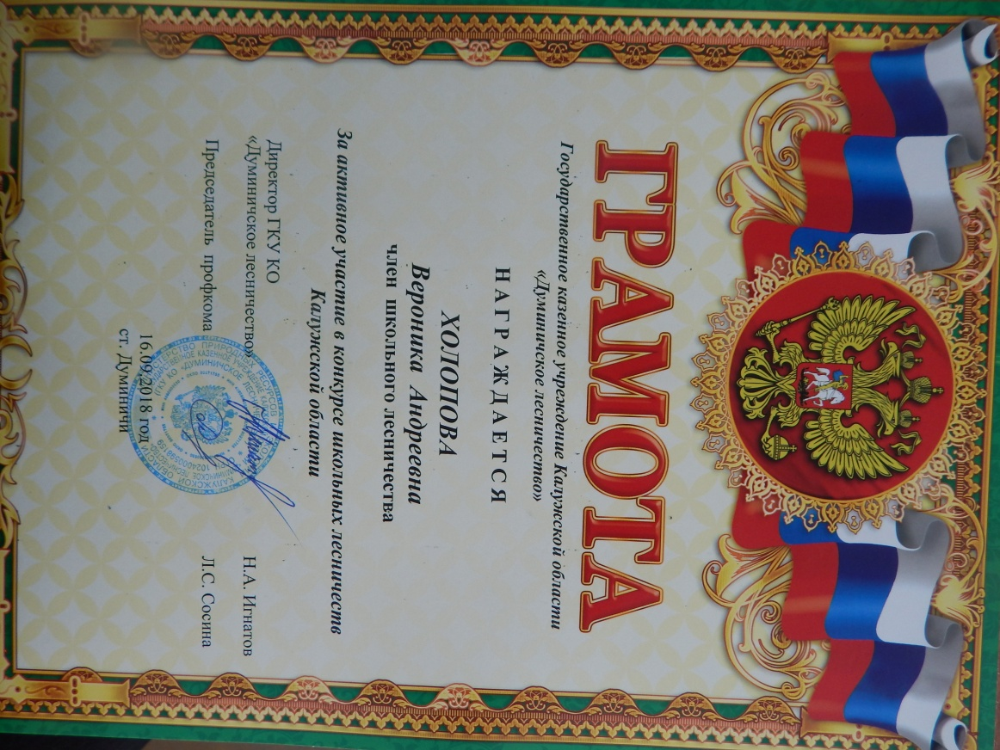 ГРАМОТА
Государственное казенное учреждение Калужской области
«Думиничское лесничество»
НАГРАЖДАЕТСЯ
ХОЛОПОВА
Вероника Андреевна
член школьного лесничества
За активное участие в конкурсе школьных лесничеств
Калужской области
Директор ГКУ КО
«Думиничское лесничество» Н.А. Игнатов
Председатель профкома Л.С. Сосина
16.09.2018 год
ст. Думиничи